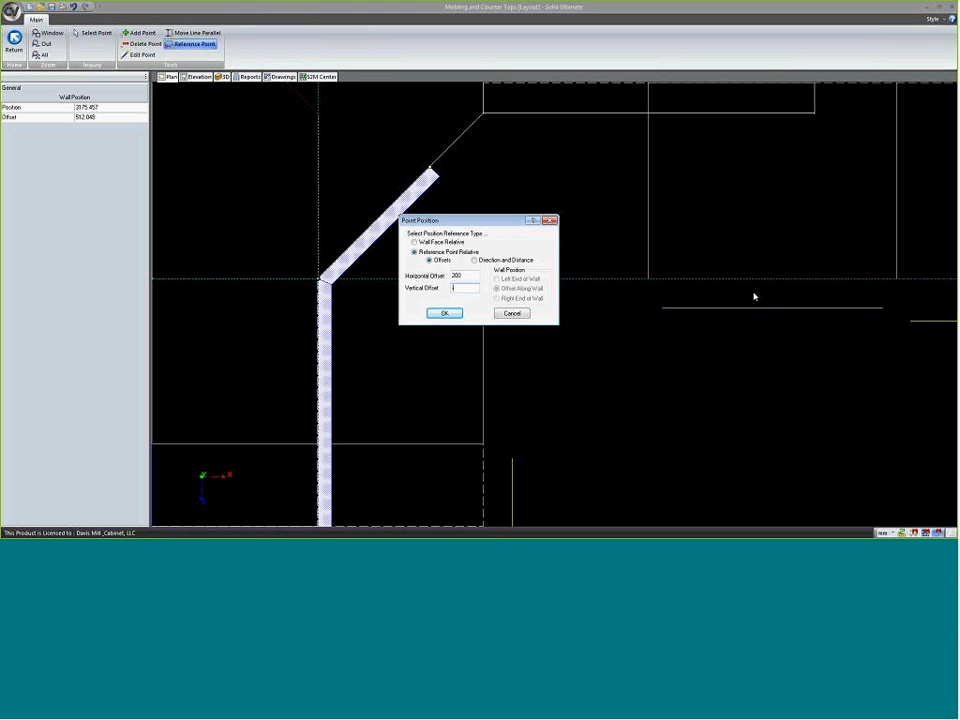 Molding and Counter Tops [Layout] - Solid Ultimate
Main
Style
Return
Home
Window
Out
All
Zoom
Select Point
Inquiry
Add Point
Delete Point
Edit Point
Move Line Parallel
Reference Point
Tools
Plan Elevation 3D Reports Drawings S2M Center
General
Wall Position
Position 3175.457
Offset 512.048
Point Position
Select Position Reference Type ...
Wall Face Relative
Reference Point Relative
Offsets Direction and Distance
Horizontal Offset 200
Vertical Offset
Wall Position
Left End of Wall
Offset Along Wall
Right End of Wall
OK Cancel
Y X
This Product is Licensed to : Davis Mill_Cabinet, LLC
mm